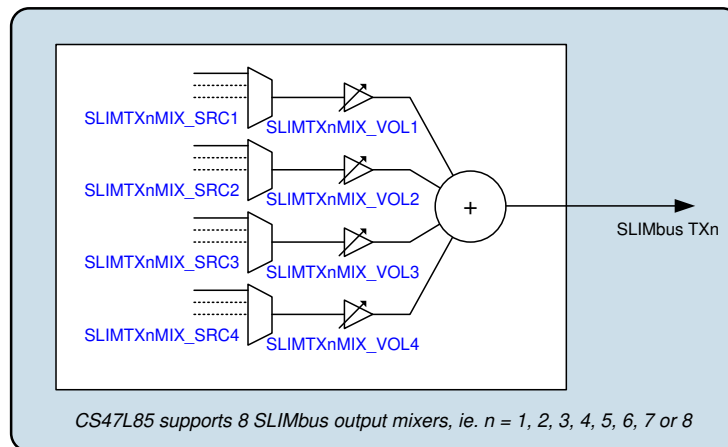 SLIMTXnMIX_SRC1
SLIMTXnMIX_VOL1
SLIMTXnMIX_SRC2
SLIMTXnMIX_VOL2
+
SLIMbus TXn
SLIMTXnMIX_SRC3
SLIMTXnMIX_VOL3
SLIMTXnMIX_SRC4
SLIMTXnMIX_VOL4
CS47L85 supports 8 SLIMbus output mixers, ie. n = 1, 2, 3, 4, 5, 6, 7 or 8